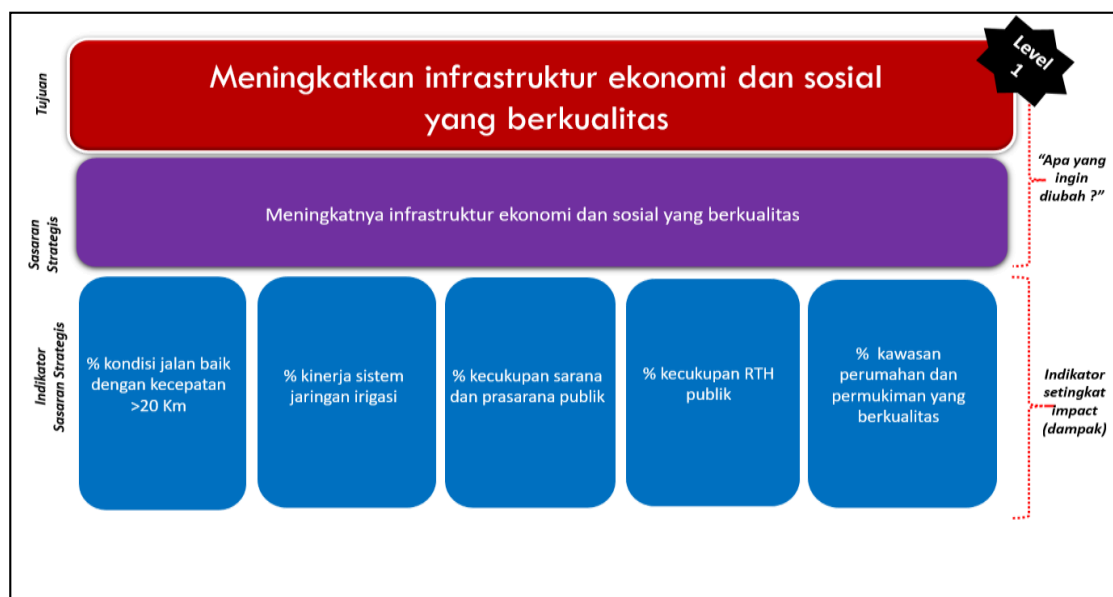 Level
1
Tujuan
Meningkatkan infrastruktur ekonomi dan sosial
yang berkualitas
"Apa yang
ingin
diubah ?"
Sasaran
Strategis
Meningkatnya infrastruktur ekonomi dan sosial yang berkualitas
Indikator
Sasaran Strategis
% kondisi jalan baik
dengan kecepatan
>20 Km
% kinerja sistem
jaringan irigasi
% kecukupan sarana
dan prasarana publik
% kecukupan RTH
publik
% kawasan
perumahan dan
permukiman yang
berkualitas
Indikator
setingkat
impact
(dampak)